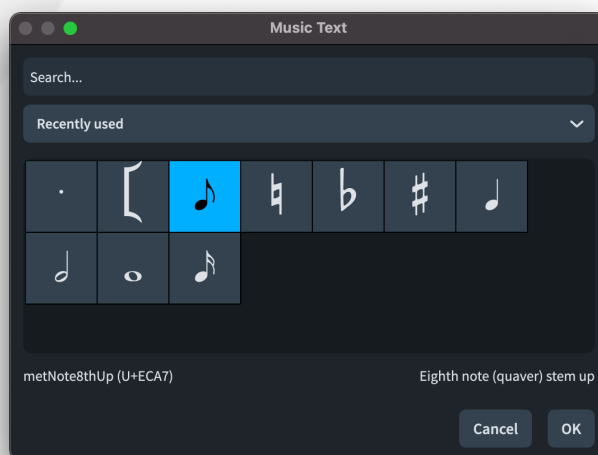 Music Text
Search...
Recently used
metNote8thUp (U+ECA7)
Eighth note (quaver) stem up
Cancel
OK